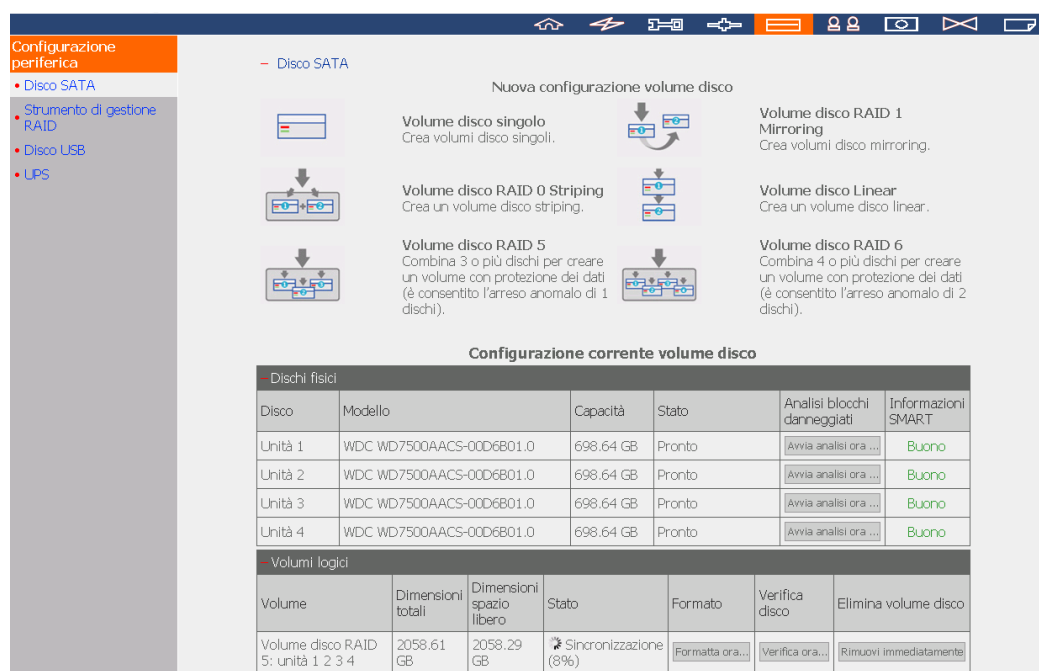 Configurazione
periferica
• Disco SATA
• Strumento di gestione
RAID
• Disco USB
• UPS
– Disco SATA
Nuova configurazione volume disco
Volume disco singolo
Crea volumi disco singoli.
Volume disco RAID 1
Mirroring
Crea volumi disco mirroring.
Volume disco RAID 0 Striping
Crea un volume disco striping.
Volume disco Linear
Crea un volume disco linear.
Volume disco RAID 5
Combina 3 o più dischi per creare
un volume con protezione dei dati
(è consentito l'arreso anomalo di 1
dischi).
Volume disco RAID 6
Combina 4 o più dischi per creare
un volume con protezione dei dati
(è consentito l'arreso anomalo di 2
dischi).
Configurazione corrente volume disco
– Dischi fisici
Disco Modello Capacità Stato Analisi blocchi danneggiati Informazioni SMART
Unità 1 WDC WD7500AACS-00D6B01.0 698.64 GB Pronto Avvia analisi ora ... Buono
Unità 2 WDC WD7500AACS-00D6B01.0 698.64 GB Pronto Avvia analisi ora ... Buono
Unità 3 WDC WD7500AACS-00D6B01.0 698.64 GB Pronto Avvia analisi ora ... Buono
Unità 4 WDC WD7500AACS-00D6B01.0 698.64 GB Pronto Avvia analisi ora ... Buono
– Volumi logici
Volume Dimensioni totali Dimensioni spazio libero Stato Formato Verifica disco Elimina volume disco
Volume disco RAID 5: unità 1 2 3 4 2058.61 GB 2058.29 GB Sincronizzazione (8%) Formatta ora... Verifica ora... Rimuovi immediatamente